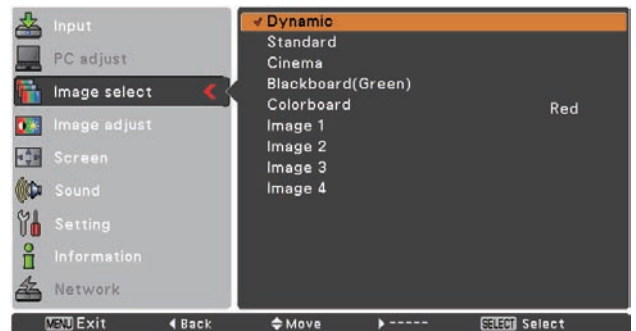 Input
PC adjust
Image select
Image adjust
Screen
Sound
Setting
Information
Network
Dynamic
Standard
Cinema
Blackboard(Green)
Colorboard Red
Image 1
Image 2
Image 3
Image 4
MENU Exit Back Move ----- SELECT Select